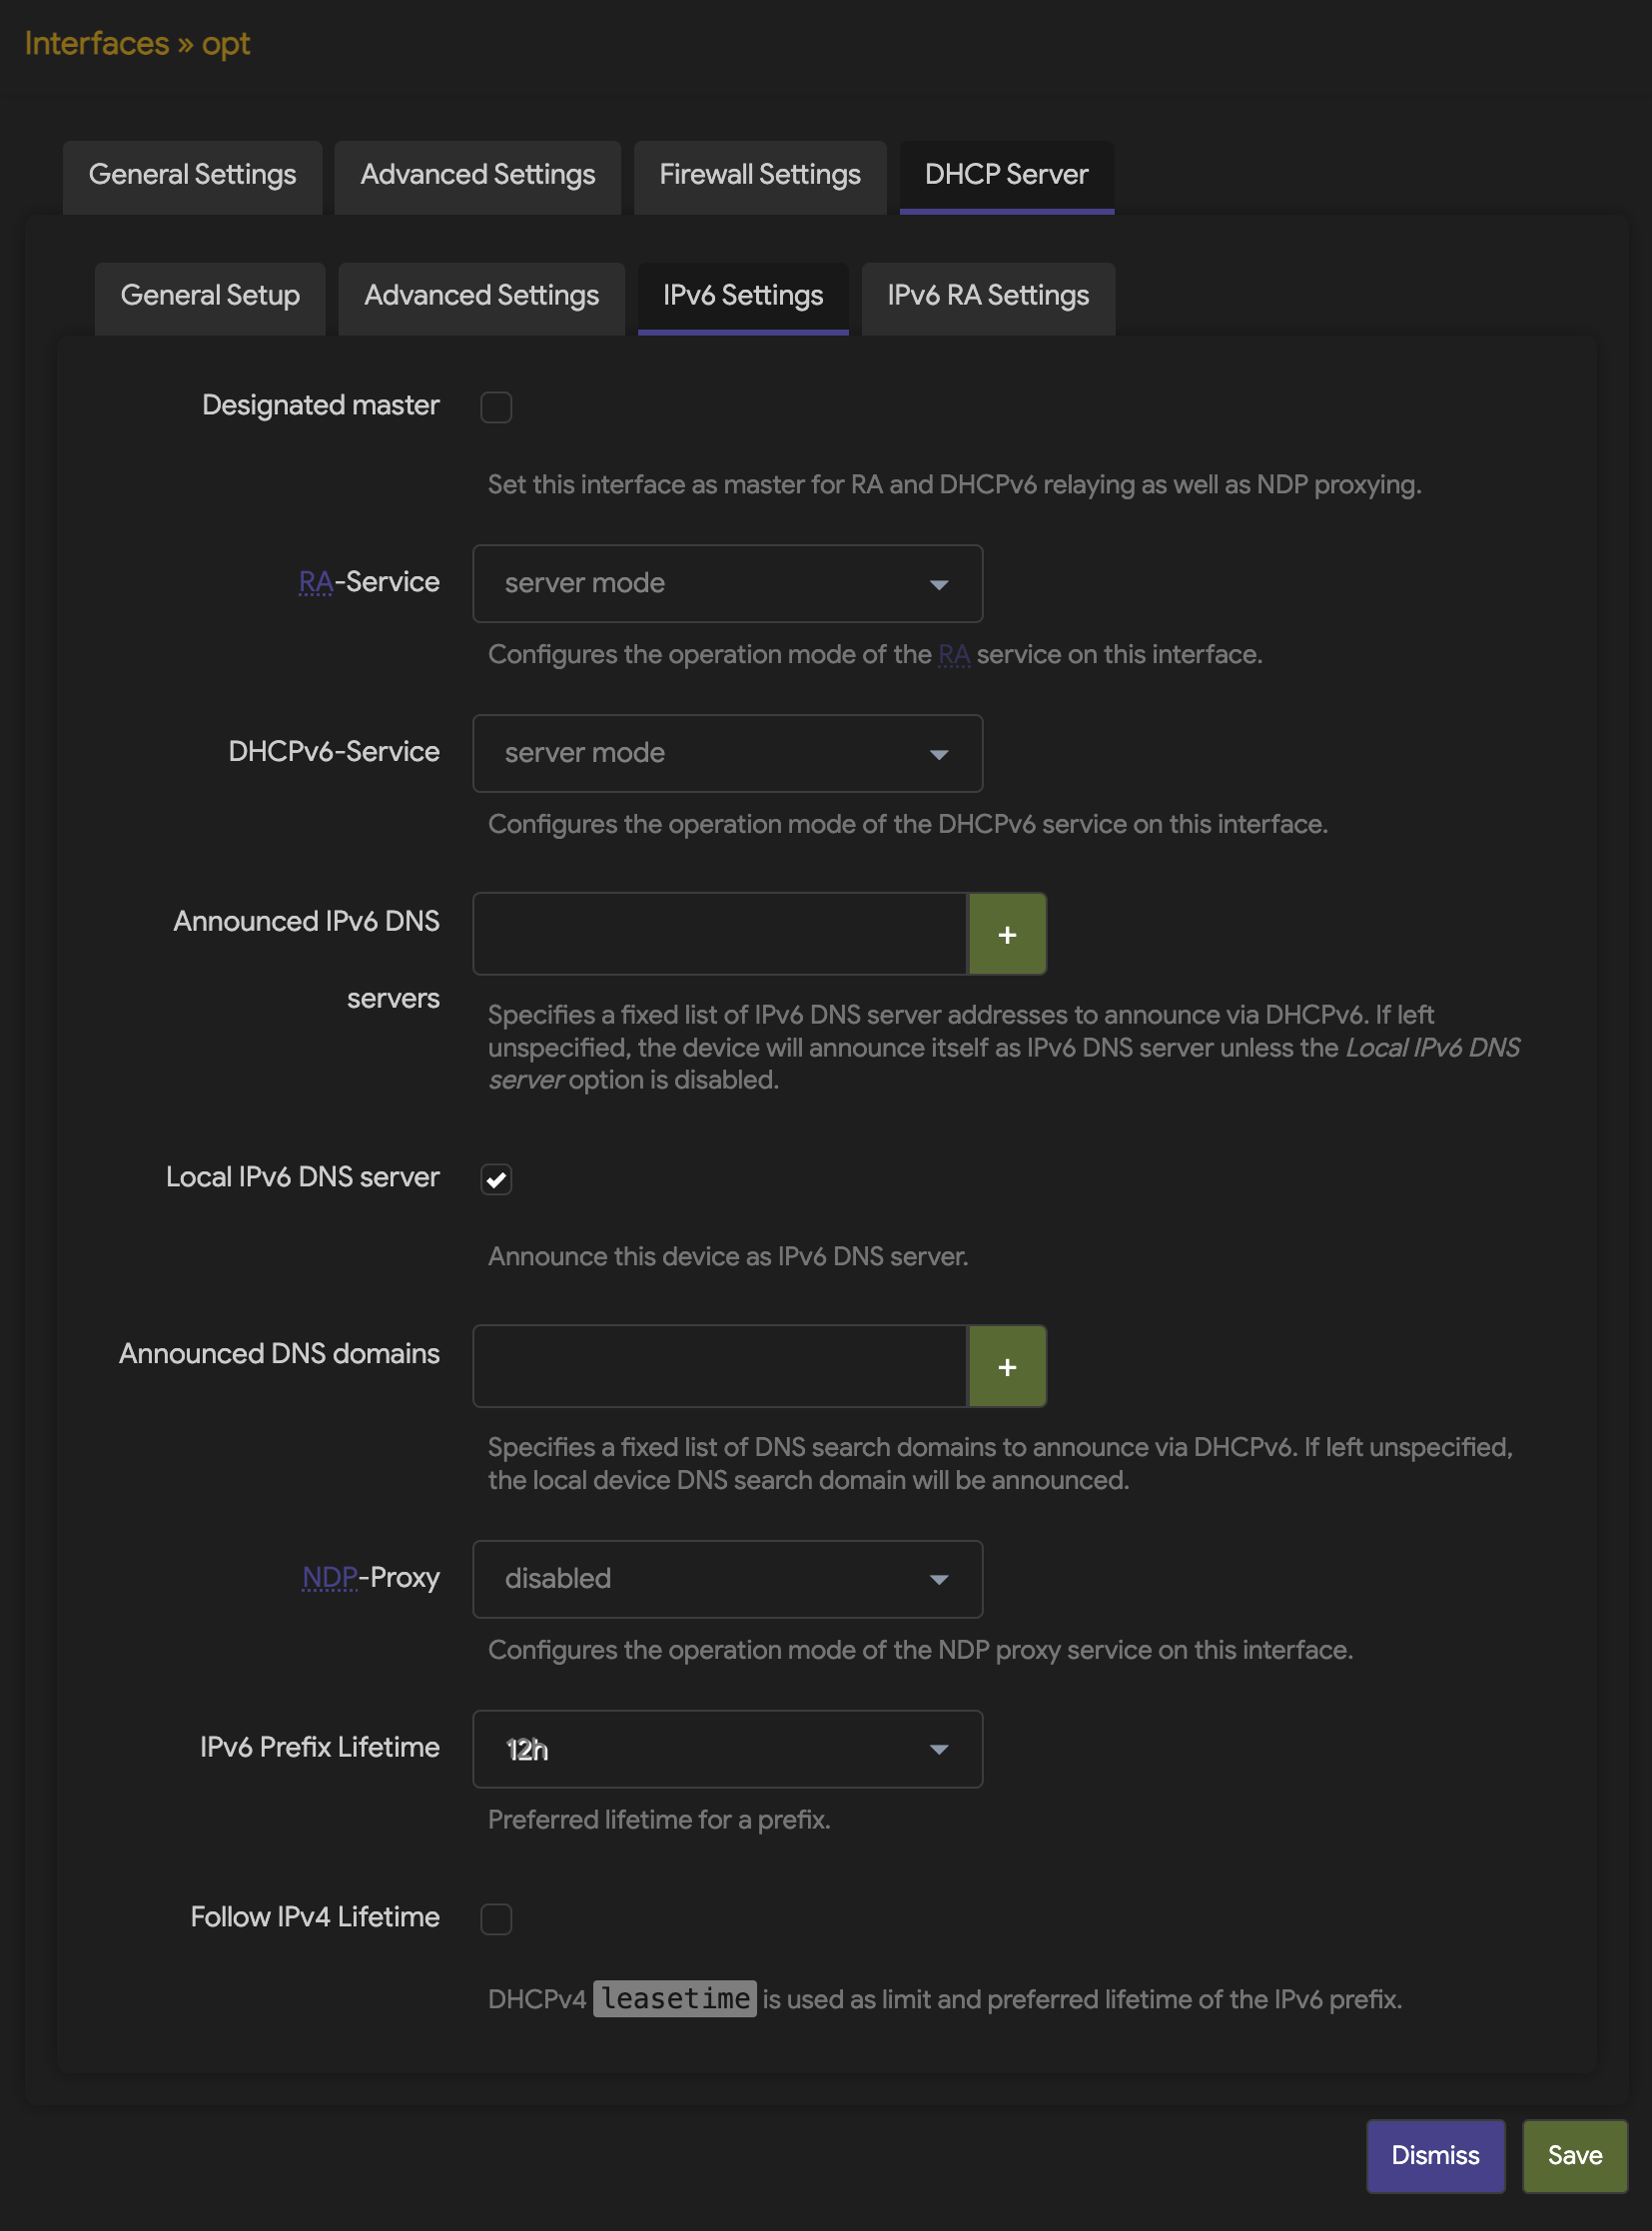 Interfaces » opt
General Settings
Advanced Settings
Firewall Settings
DHCP Server
General Setup
Advanced Settings
IPv6 Settings
IPv6 RA Settings
Designated master
Set this interface as master for RA and DHCPv6 relaying as well as NDP proxying.
RA-Service
server mode
Configures the operation mode of the RA service on this interface.
DHCPv6-Service
server mode
Configures the operation mode of the DHCPv6 service on this interface.
Announced IPv6 DNS
servers
+
Specifies a fixed list of IPv6 DNS server addresses to announce via DHCPv6. If left
unspecified, the device will announce itself as IPv6 DNS server unless the Local IPv6 DNS
server option is disabled.
Local IPv6 DNS server
Announce this device as IPv6 DNS server.
Announced DNS domains
+
Specifies a fixed list of DNS search domains to announce via DHCPv6. If left unspecified,
the local device DNS search domain will be announced.
NDP-Proxy
disabled
Configures the operation mode of the NDP proxy service on this interface.
IPv6 Prefix Lifetime
12h
Preferred lifetime for a prefix.
Follow IPv4 Lifetime
DHCPv4 leasetime is used as limit and preferred lifetime of the IPv6 prefix.
Dismiss
Save